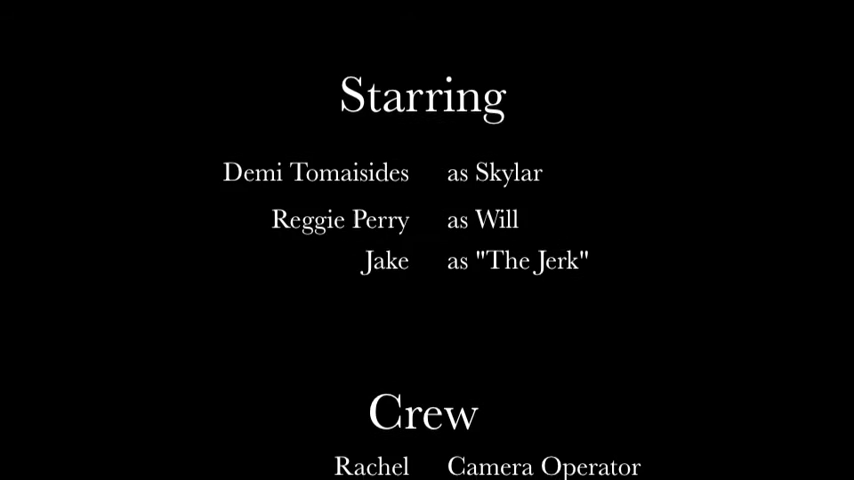 Starring
Demi Tomaisides as Skylar
Reggie Perry as Will
Jake as "The Jerk"
Crew
Rachel Camera Operator